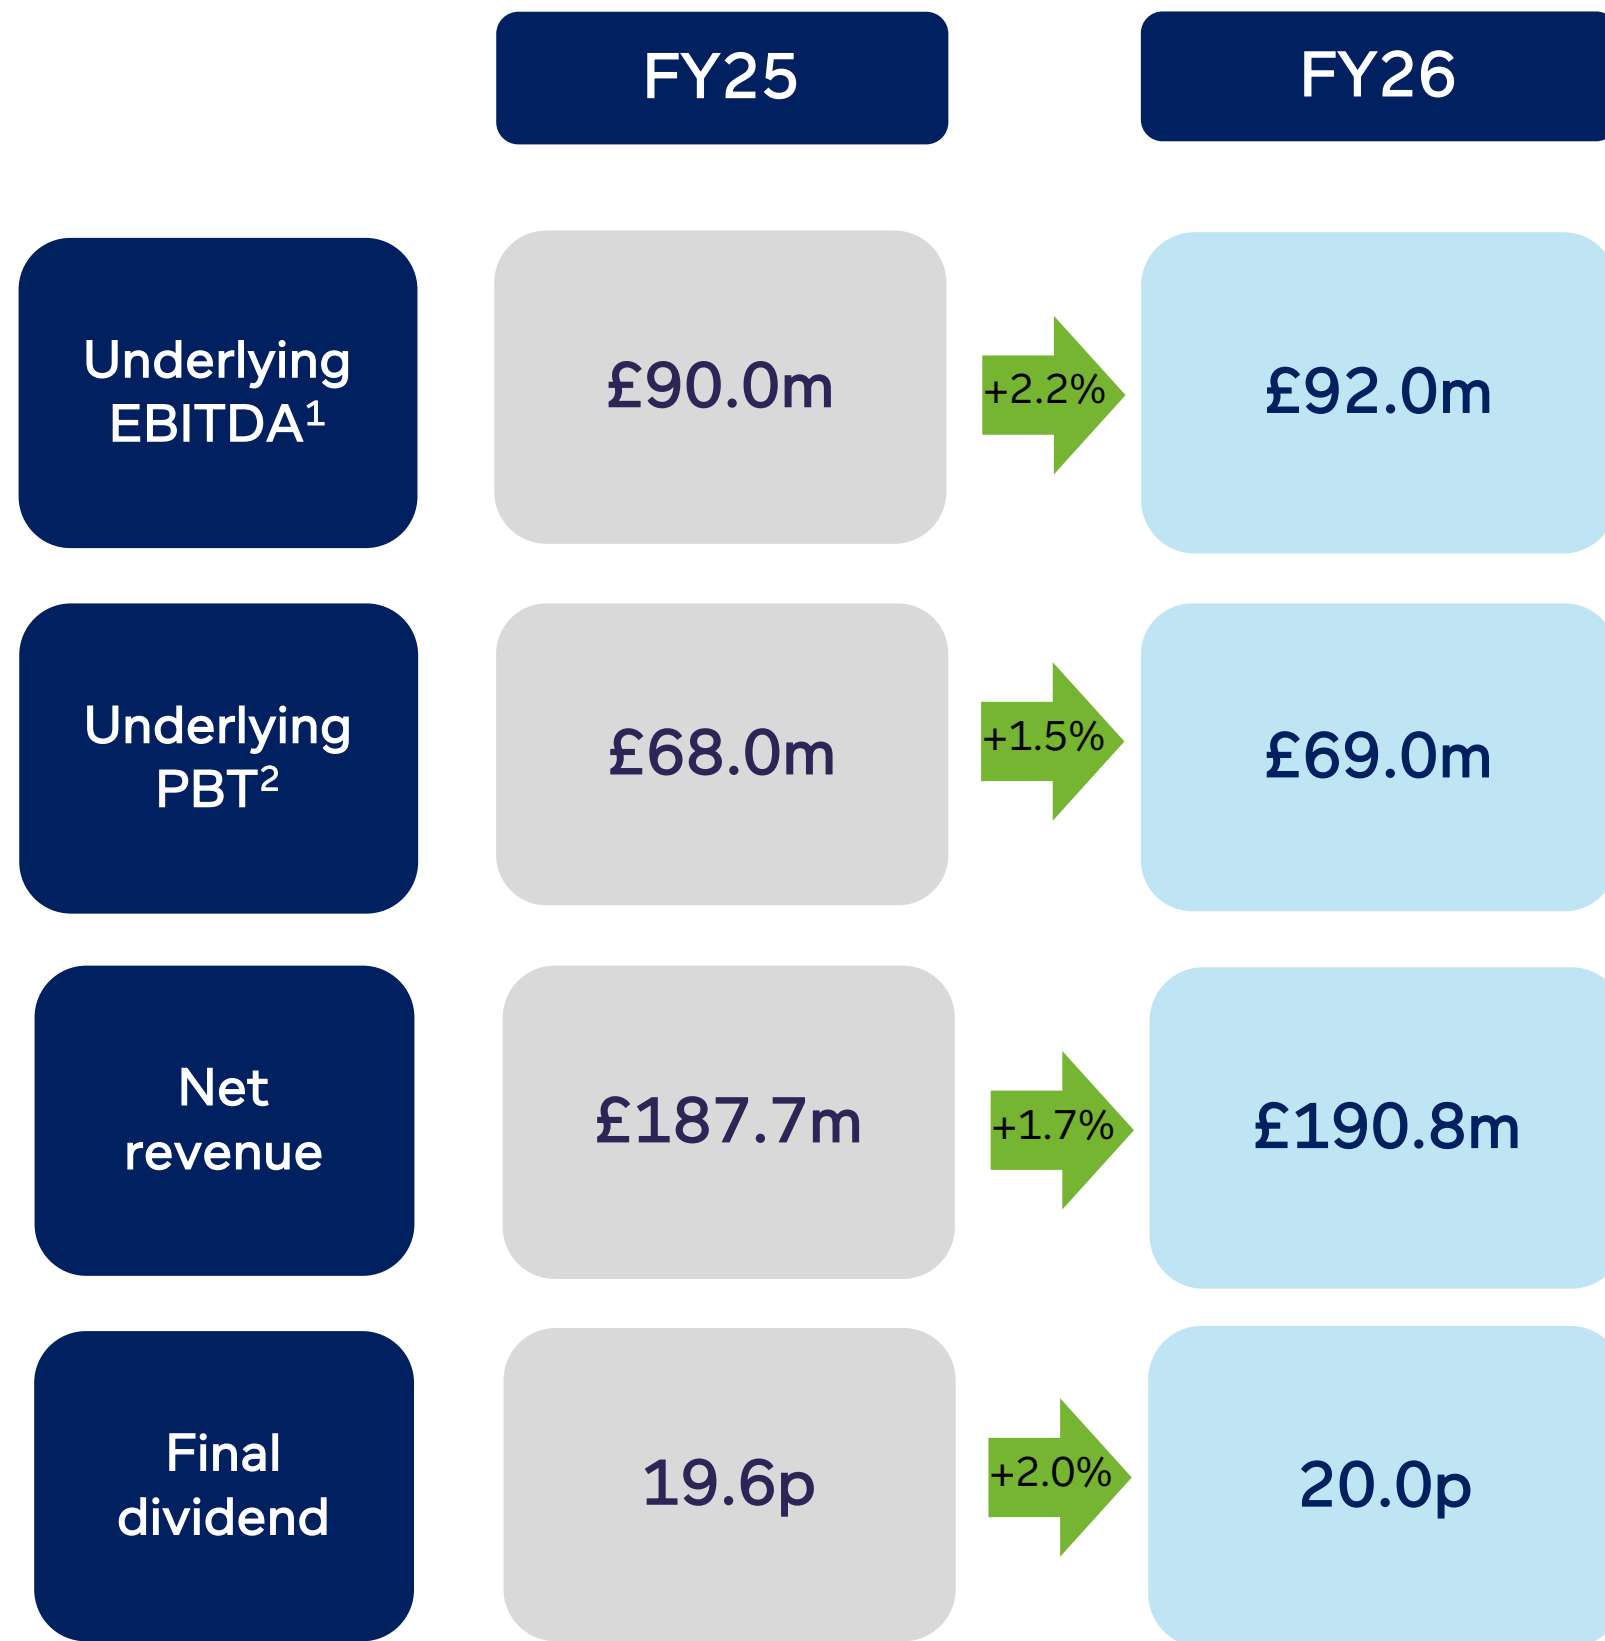 FY25
FY26
Underlying
EBITDA¹
£90.0m
+2.2%
£92.0m
Underlying
PBT²
£68.0m
+1.5%
£69.0m
Net
revenue
£187.7m
+1.7%
£190.8m
Final
dividend
19.6p
+2.0%
20.0p